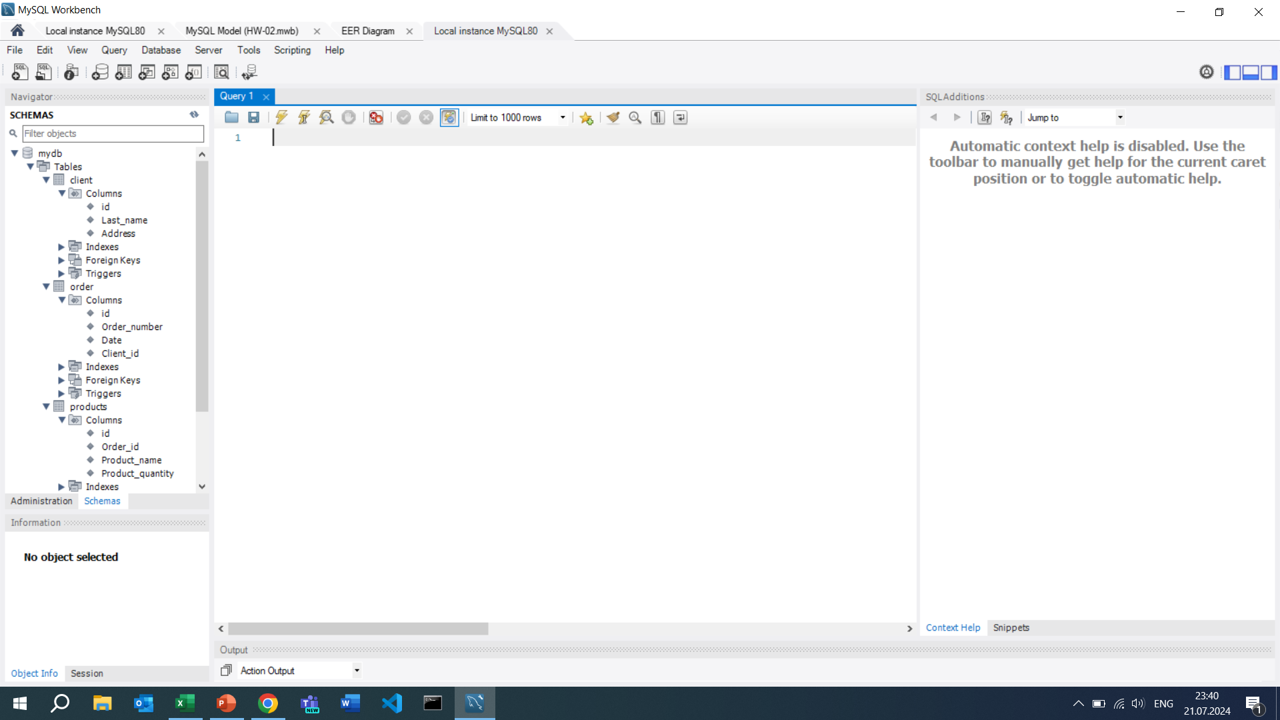 MySQL Workbench
Local instance MySQL80
MySQL Model (HW-02.mwb)
EER Diagram
Local instance MySQL80
File Edit View Query Database Server Tools Scripting Help
Navigator
SCHEMAS
Filter objects
mydb
Tables
client
Columns
id
Last_name
Address
Indexes
Foreign Keys
Triggers
order
Columns
id
Order_number
Date
Client_id
Indexes
Foreign Keys
Triggers
products
Columns
id
Order_id
Product_name
Product_quantity
Indexes
Administration Schemas
Information
No object selected
Object Info Session
Query 1
Limit to 1000 rows
1
Output
Action Output
SQLAdditions
Jump to
Automatic context help is disabled. Use the
toolbar to manually get help for the current caret
position or to toggle automatic help.
Context Help Snippets
ENG
23:40
21.07.2024
1